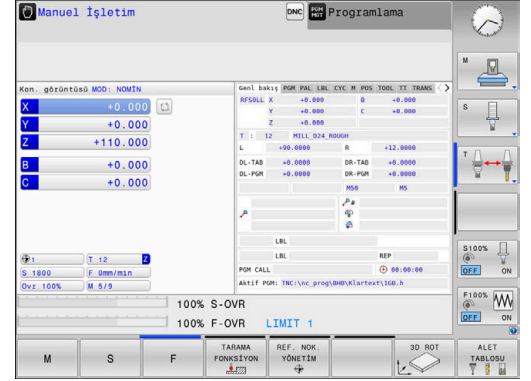 Manuel İşletim
DNC PGM MGT Programlama
Kon. görüntüsü MOD: NOMİN
X +0.000
Y +0.000
Z +110.000
B +0.000
C +0.000
1 T 12 Z
S 1800 F 0mm/min
Ovr 100% M 5/9
Genl bakış PGM PAL LBL CYC M POS TOOL TT TRANS
RFSOLL X +0.000 B +0.000
Y +0.000 C +0.000
Z +0.000
T : 12 MILL_D24_ROUGH
L +90.0000 R +12.0000
DL-TAB +0.0000 DR-TAB +0.0000
DL-PGM +0.0000 DR-PGM +0.0000
M50 M5
P
P
LBL
LBL REP
PGM CALL 00:00:00
Aktif PGM: TNC:\nc_prog\BHB\Klartext\1GB.h
100% S-OVR
100% F-OVR LIMIT 1
M
S
T
S100%
OFF ON
F100%
OFF ON
M
S
F
TARAMA FONKSİYON
REF. NOK. YÖNETİM
3D ROT
ALET TABLOSU